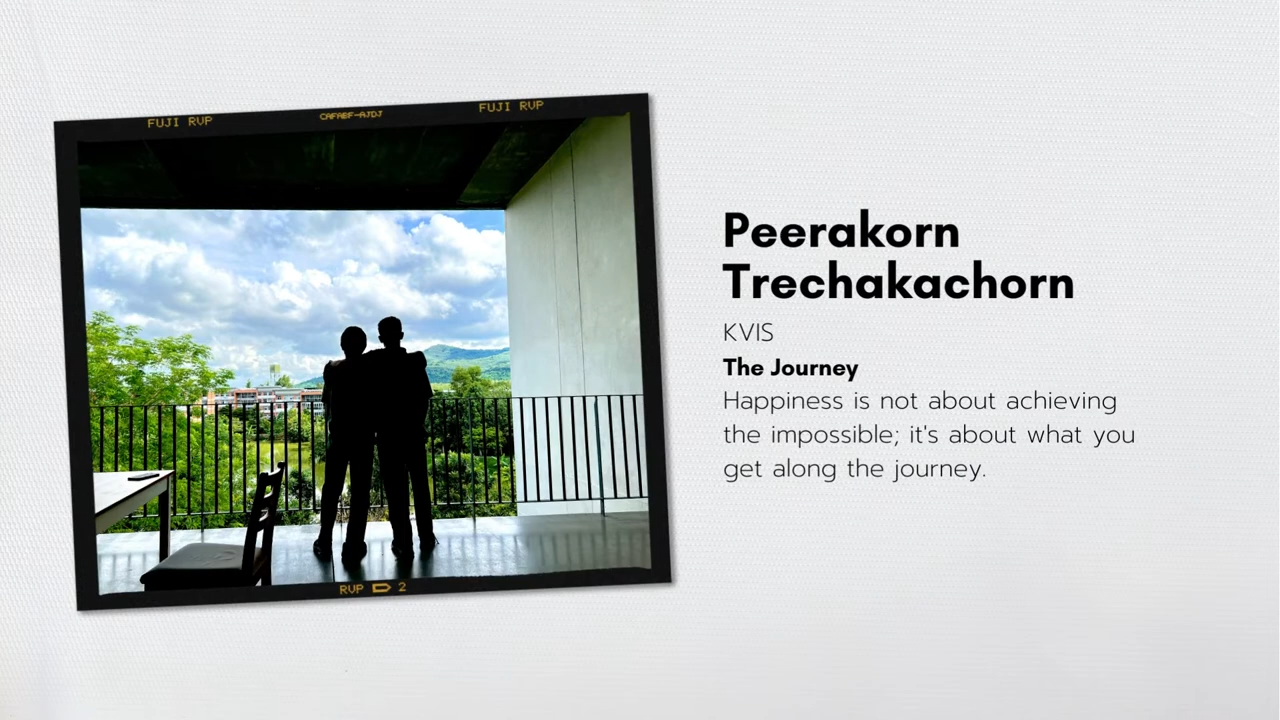 FUJI RVP CAFABF-AJDJ FUJI RVP
RVP 2
Peerakorn
Trechakachorn
KVIS
The Journey
Happiness is not about achieving
the impossible; it's about what you
get along the journey.